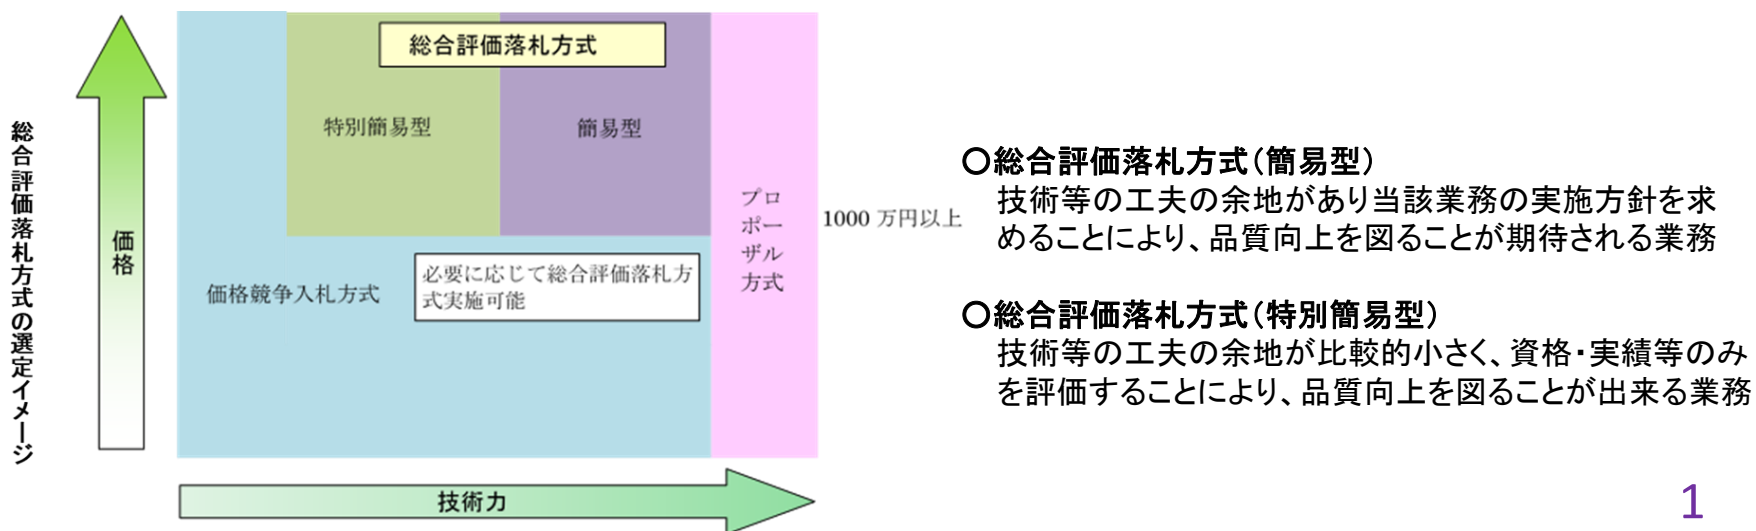 総合評価落札方式の選定イメージ
価格
総合評価落札方式
特別簡易型
簡易型
プロ
ポー
ザル
方式
1000 万円以上
価格競争入札方式
必要に応じて総合評価落札方
式実施可能
技術力
〇総合評価落札方式（簡易型）
技術等の工夫の余地があり当該業務の実施方針を求
めることにより、品質向上を図ることが期待される業務
〇総合評価落札方式（特別簡易型）
技術等の工夫の余地が比較的小さく、資格・実績等のみ
を評価することにより、品質向上を図ることが出来る業務
1